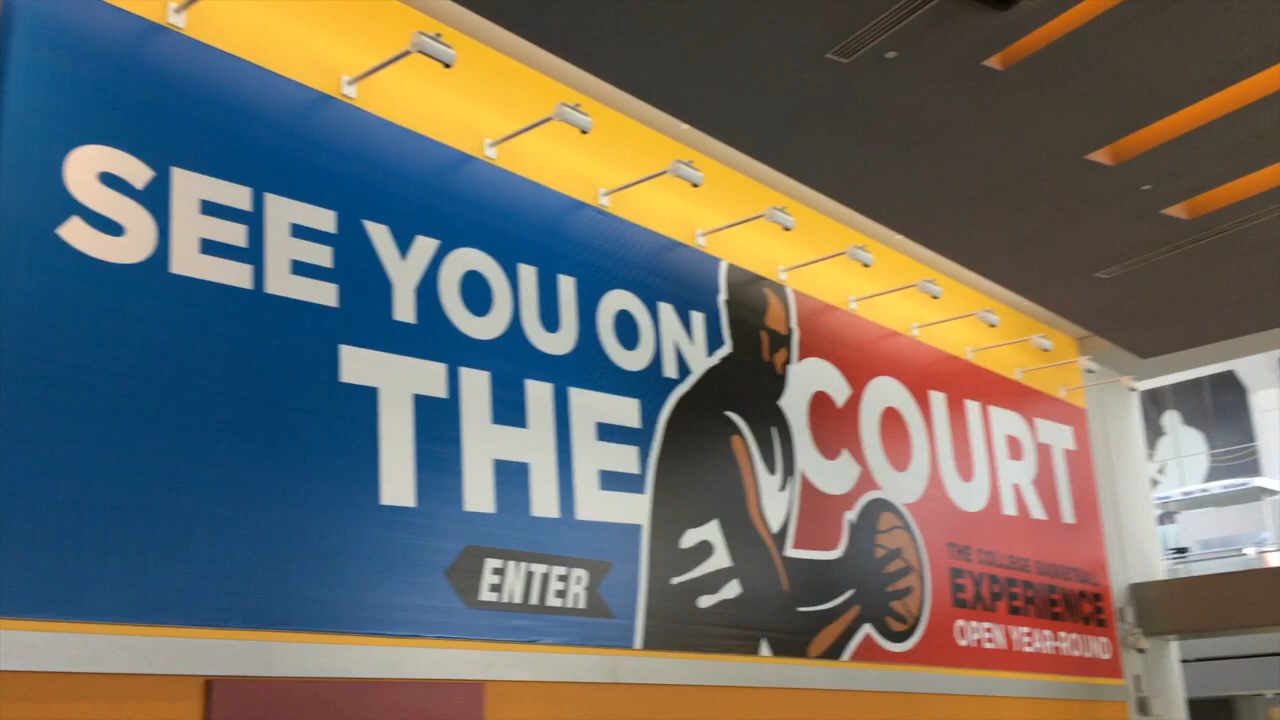 SEE YOU ON
THE COURT
ENTER
THE COLLEGE BASKETBALL
EXPERIENCE
OPEN YEAR-ROUND